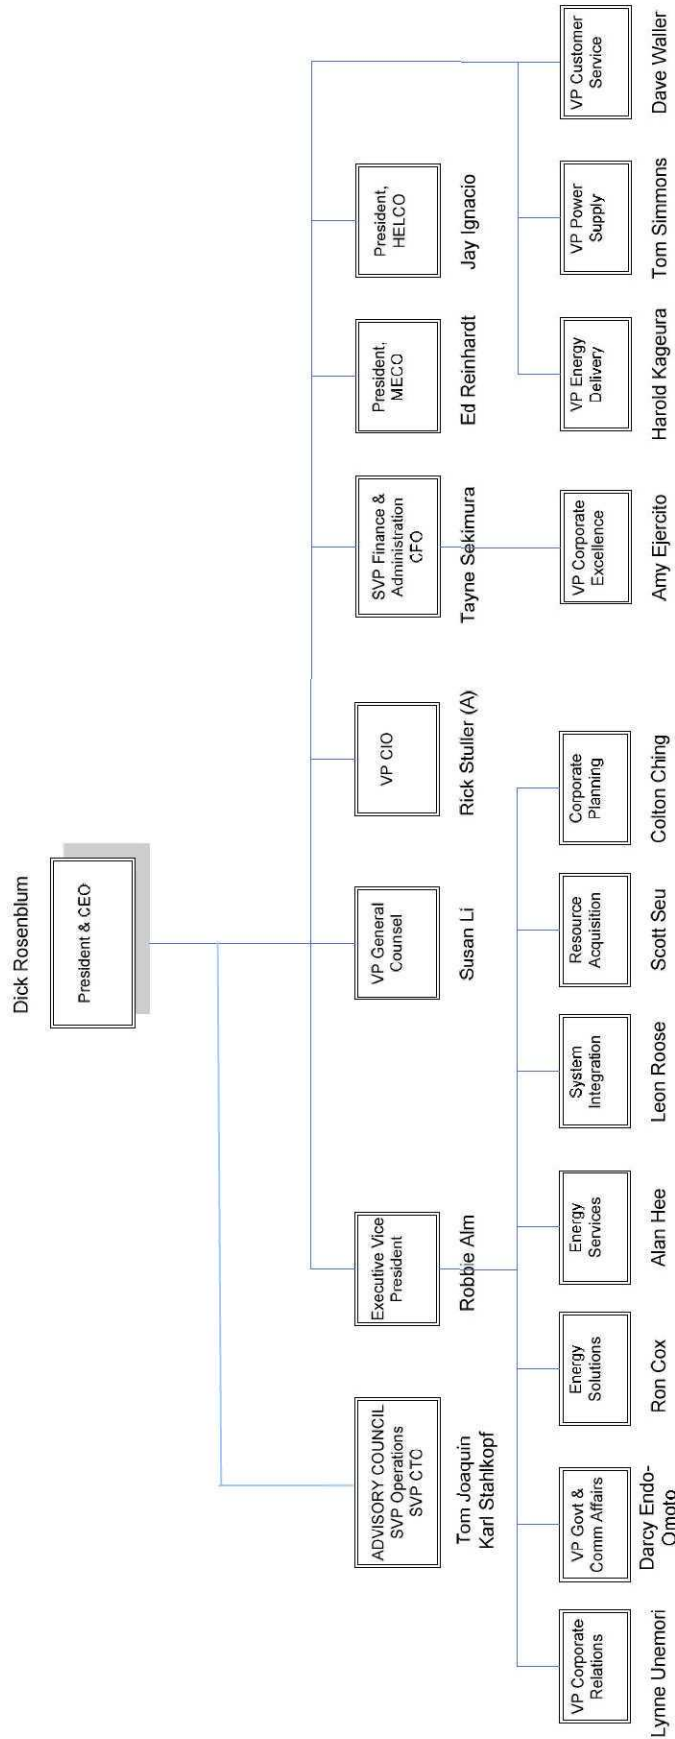 Dick Rosenblum
President & CEO
ADVISORY COUNCIL
SVP Operations
SVP CTO
Tom Joaquin
Karl Stahlkopf
Executive Vice
President
Robbie Alm
VP General
Counsel
Susan Li
VP CIO
Rick Stuller (A)
SVP Finance &
Administration
CFO
Tayne Sekimura
President,
MECO
Ed Reinhardt
President,
HELCO
Jay Ignacio
VP Corporate
Relations
Lynne Unemori
VP Govt &
Comm Affairs
Darcy Endo-
Omoto
Energy
Solutions
Ron Cox
Energy
Services
Alan Hee
System
Integration
Leon Roose
Resource
Acquisition
Scott Seu
Corporate
Planning
Colton Ching
VP Corporate
Excellence
Amy Ejercito
VP Energy
Delivery
Harold Kageura
VP Power
Supply
Tom Simmons
VP Customer
Service
Dave Waller